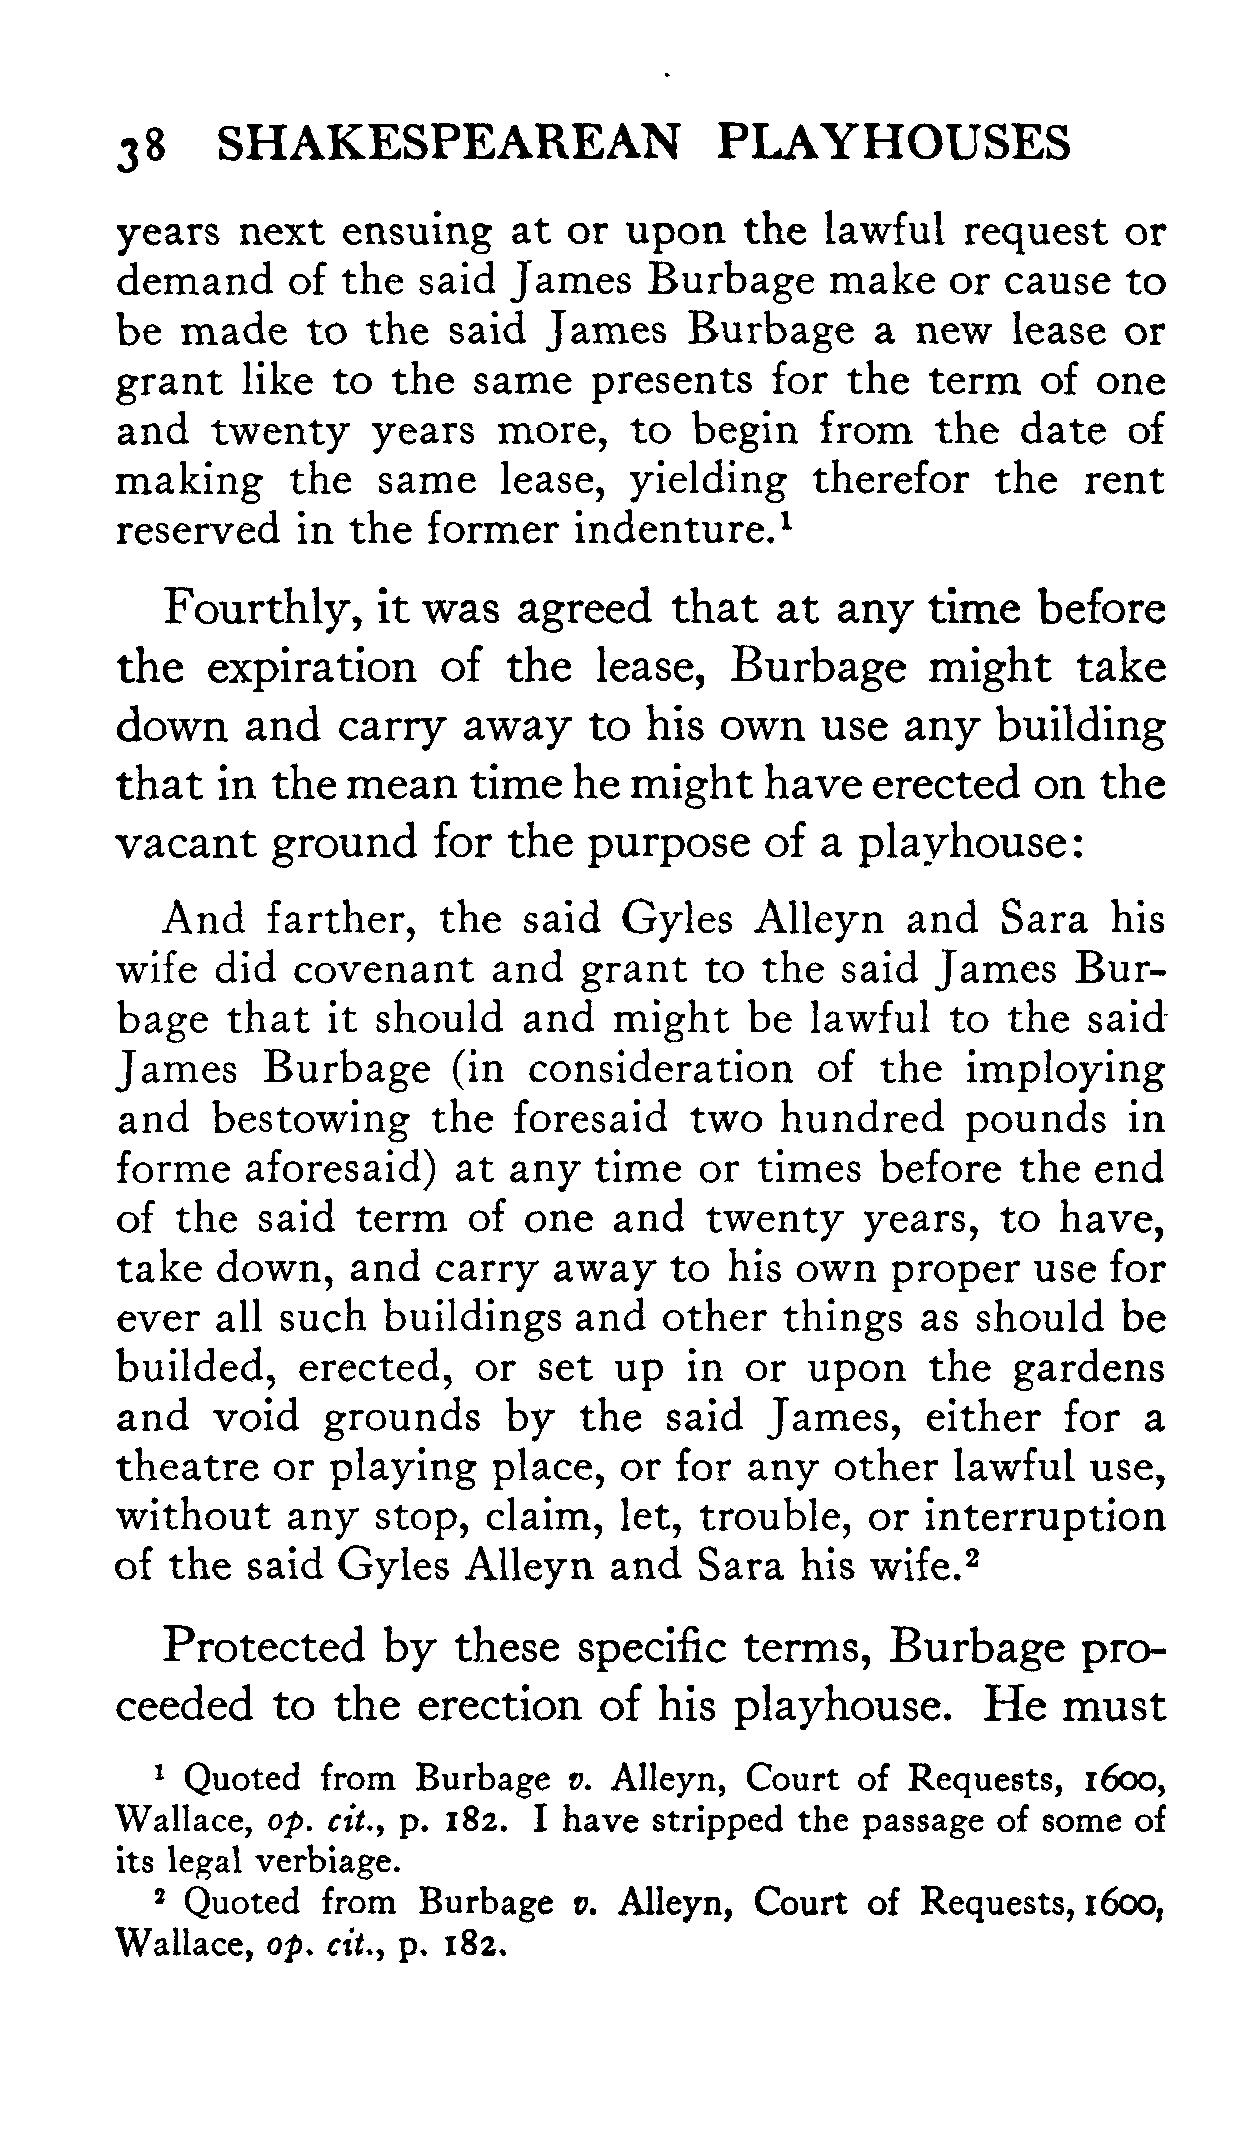 38 SHAKESPEAREAN PLAYHOUSES
years next ensuing at or upon the lawful request or
demand of the said James Burbage make or cause to
be made to the said James Burbage a new lease or
grant like to the same presents for the term of one
and twenty years more, to begin from the date of
making the same lease, yielding therefor the rent
reserved in the former indenture.¹
Fourthly, it was agreed that at any time before
the expiration of the lease, Burbage might take
down and carry away to his own use any building
that in the mean time he might have erected on the
vacant ground for the purpose of a playhouse:
And farther, the said Gyles Alleyn and Sara his
wife did covenant and grant to the said James Bur-
bage that it should and might be lawful to the said
James Burbage (in consideration of the imploying
and bestowing the foresaid two hundred pounds in
forme aforesaid) at any time or times before the end
of the said term of one and twenty years, to have,
take down, and carry away to his own proper use for
ever all such buildings and other things as should be
builded, erected, or set up in or upon the gardens
and void grounds by the said James, either for a
theatre or playing place, or for any other lawful use,
without any stop, claim, let, trouble, or interruption
of the said Gyles Alleyn and Sara his wife.²
Protected by these specific terms, Burbage pro-
ceeded to the erection of his playhouse. He must
¹ Quoted from Burbage v. Alleyn, Court of Requests, 1600,
Wallace, op. cit., p. 182. I have stripped the passage of some of
its legal verbiage.
² Quoted from Burbage v. Alleyn, Court of Requests, 1600,
Wallace, op. cit., p. 182.